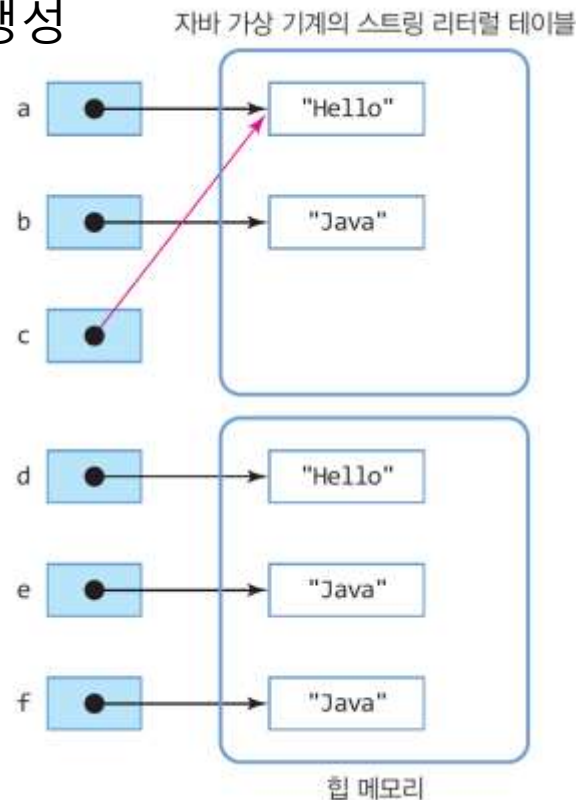 생성
자바 가상 기계의 스트링 리터럴 테이블
a "Hello"
b "Java"
c
d "Hello"
e "Java"
f "Java"
힙 메모리